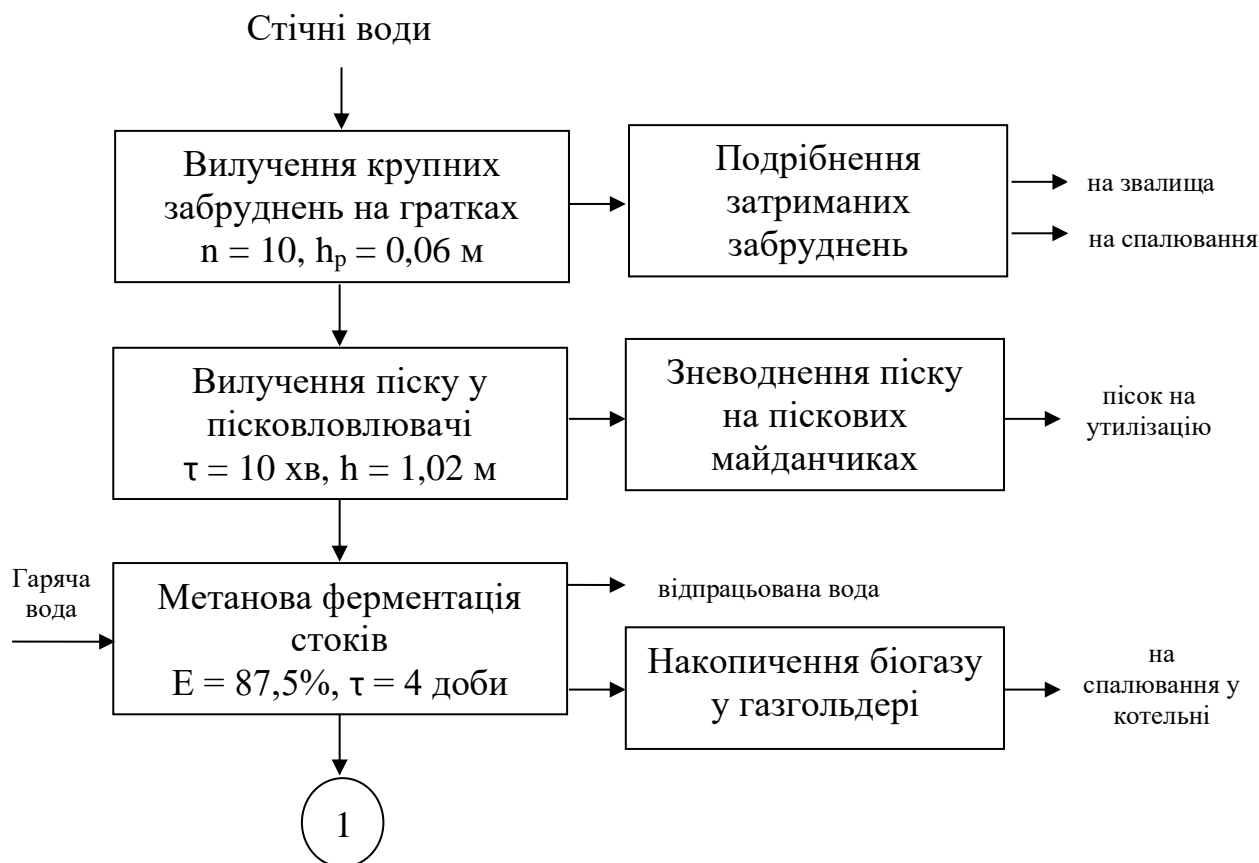 Стічні води
Вилучення крупних
забруднень на гратках
n = 10, hр = 0,06 м
Подрібнення
затриманих
забруднень
на звалища
на спалювання
Вилучення піску у
пісковловлювачі
τ = 10 хв, h = 1,02 м
Зневоднення піску
на піскових
майданчиках
пісок на
утилізацію
Гаряча
вода
Метанова ферментація
стоків
E = 87,5%, τ = 4 доби
відпрацьована вода
Накопичення біогазу
у газгольдері
на
спалювання у
котельні
1